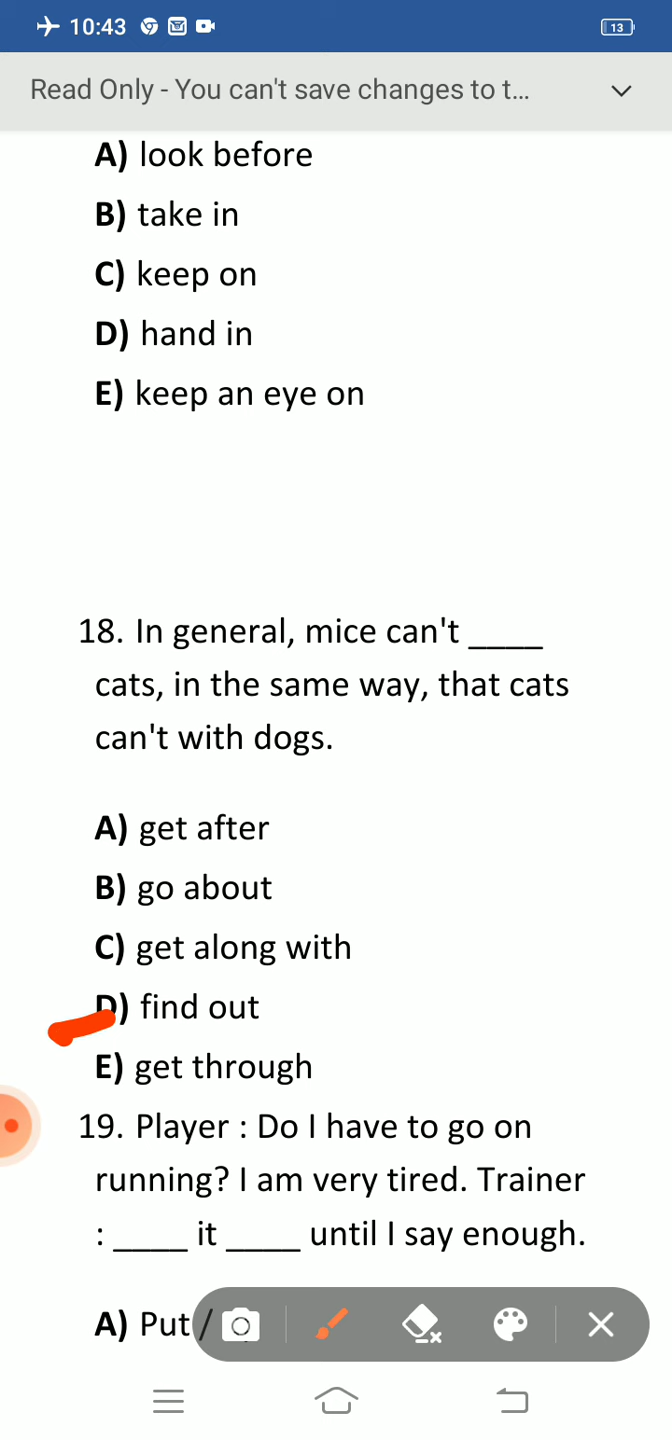 10:43
13
Read Only - You can't save changes to t...
A) look before
B) take in
C) keep on
D) hand in
E) keep an eye on
18. In general, mice can't ____
cats, in the same way, that cats
can't with dogs.
A) get after
B) go about
C) get along with
D) find out
E) get through
19. Player : Do I have to go on
running? I am very tired. Trainer
: ____ it ____ until I say enough.
A) Put /